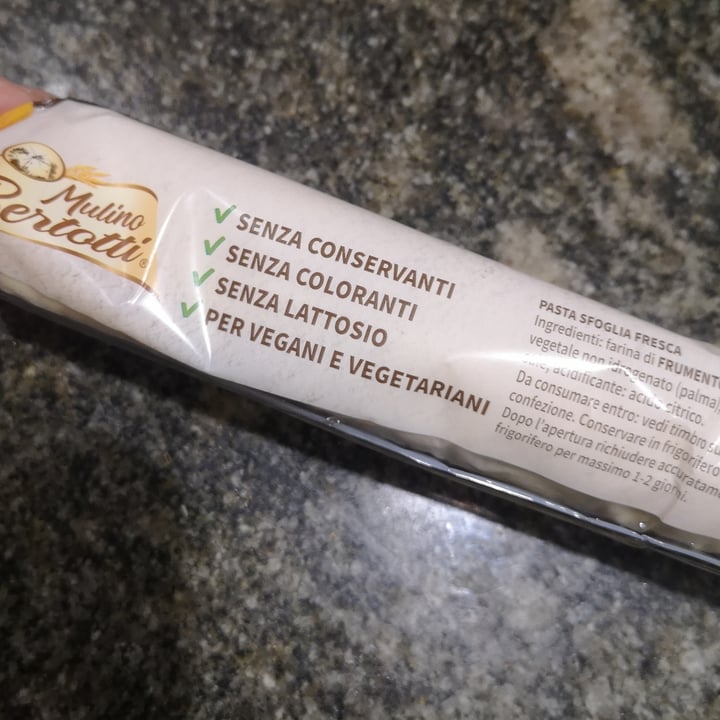 Mulino
Bertotti®
SENZA CONSERVANTI
SENZA COLORANTI
SENZA LATTOSIO
PER VEGANI E VEGETARIANI
PASTA SFOGLIA FRESCA
Ingredienti: farina di FRUMENT
vegetale non idrogenato (palma
sale, acidificante: acido citrico.
Da consumare entro: vedi timbro su
confezione. Conservare in frigorifero
Dopo l'apertura richiudere accuratam
frigorifero per massimo 1-2 giorni.